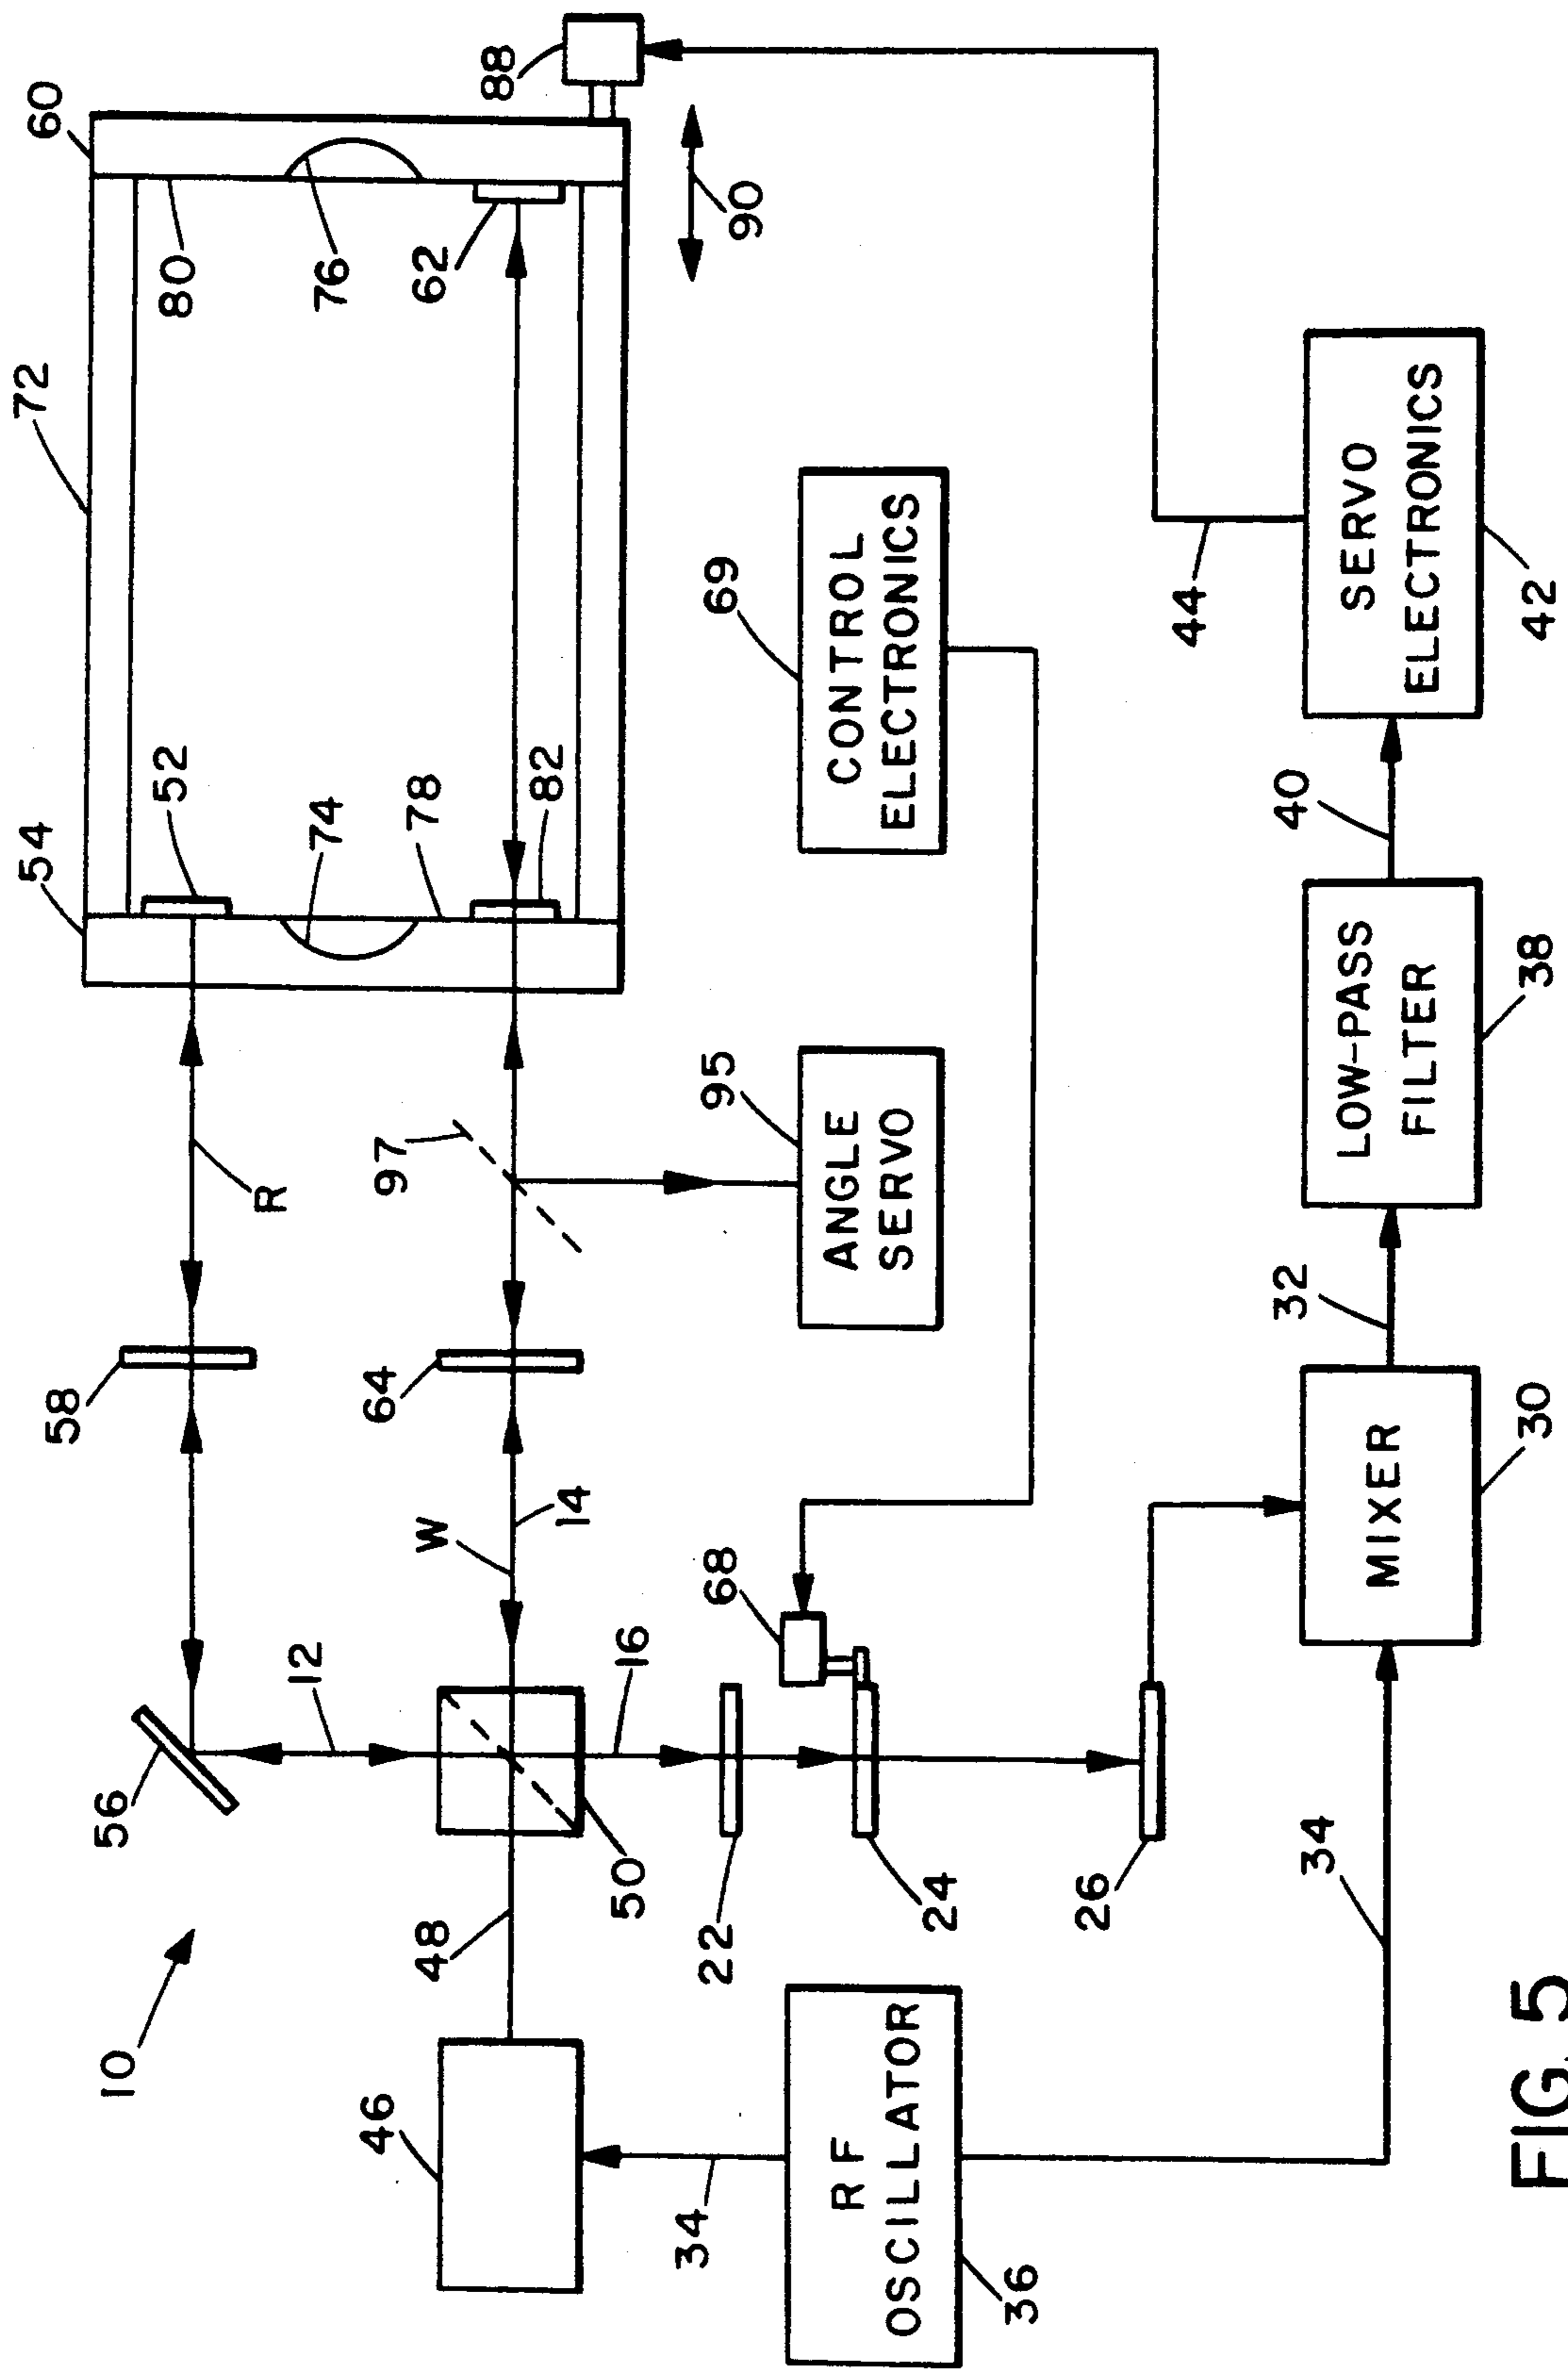 10
56
12
58
R
54
52
74
78
82
72
80
76
62
60
88
90
46
48
50
W
14
16
64
97
22
24
68
95
ANGLE
SERVO
69
CONTROL
ELECTRONICS
34
RF
OSCILLATOR
36
26
34
MIXER
30
32
LOW-PASS
FILTER
38
40
44
SERVO
ELECTRONICS
42
FIG. 5